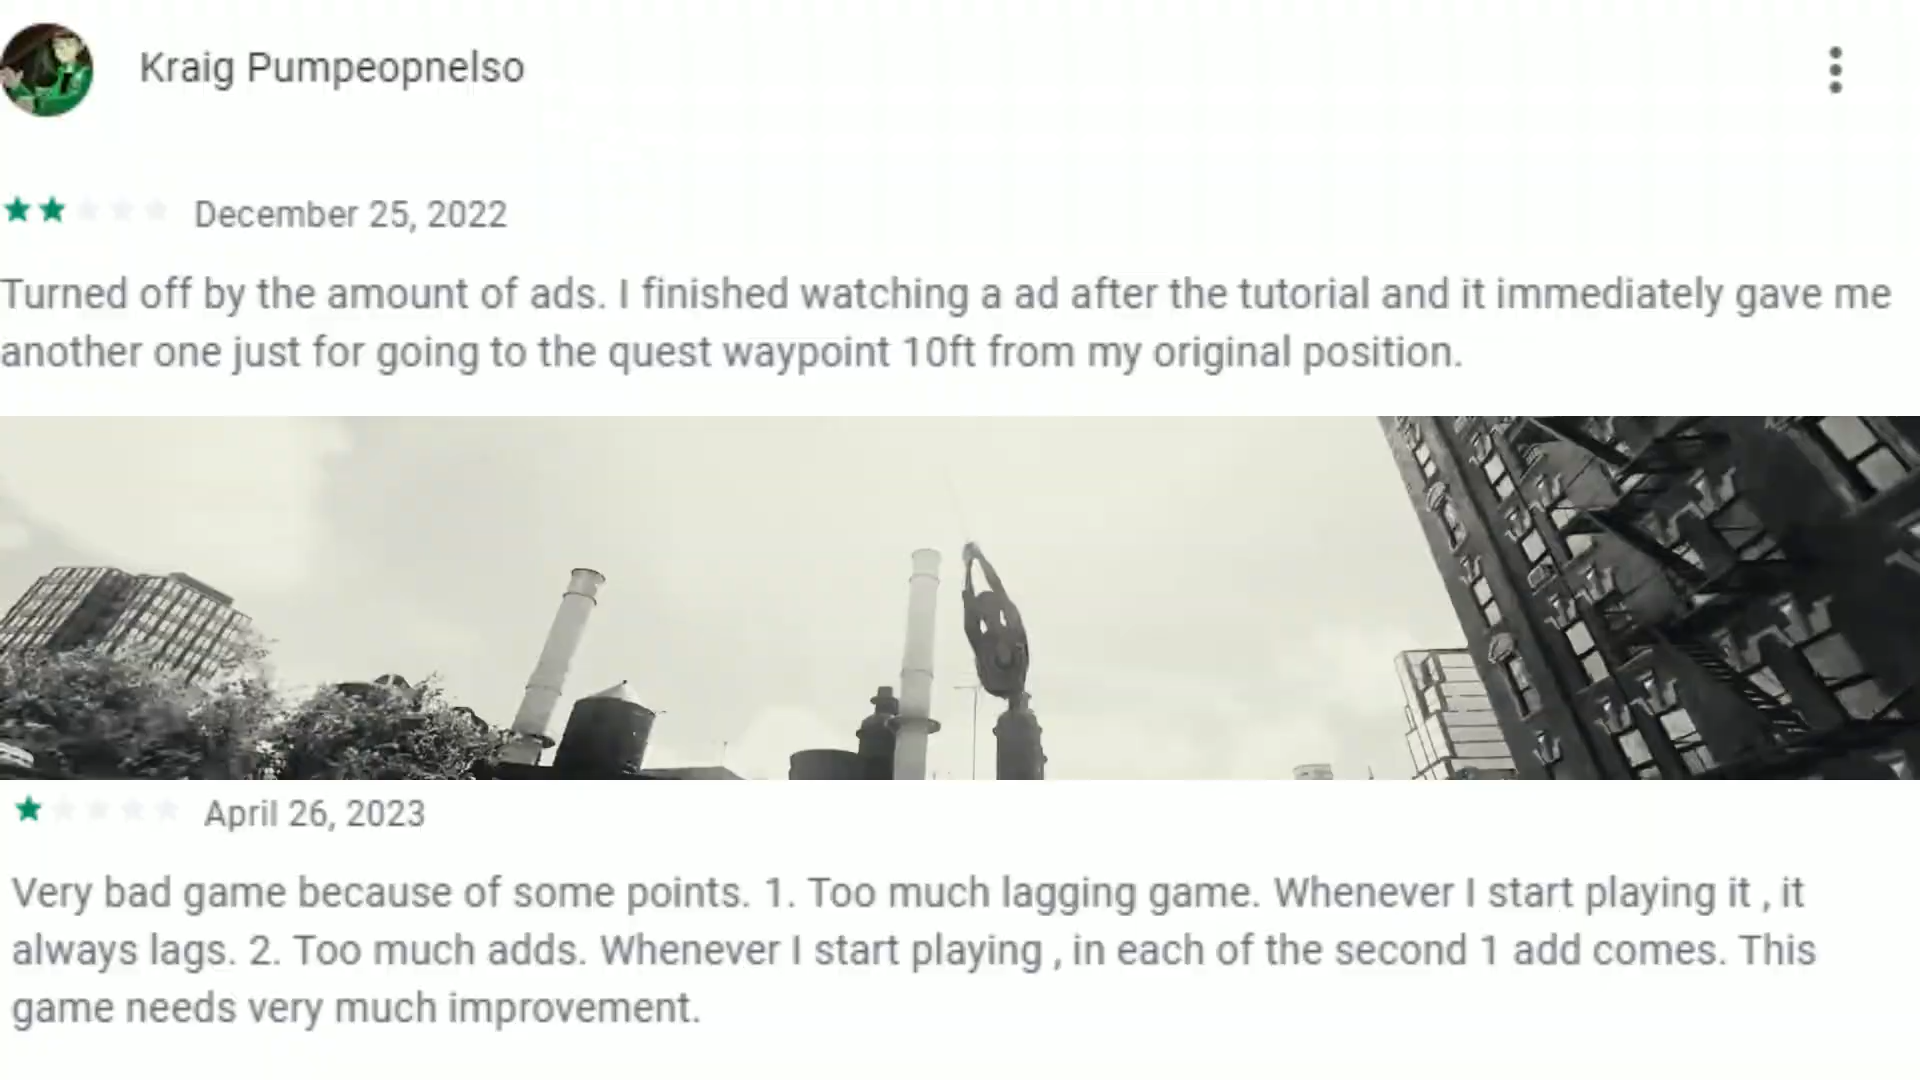 Kraig Pumpeopnelso
December 25, 2022
Turned off by the amount of ads. I finished watching a ad after the tutorial and it immediately gave me
another one just for going to the quest waypoint 10ft from my original position.
April 26, 2023
Very bad game because of some points. 1. Too much lagging game. Whenever I start playing it , it
always lags. 2. Too much adds. Whenever I start playing , in each of the second 1 add comes. This
game needs very much improvement.